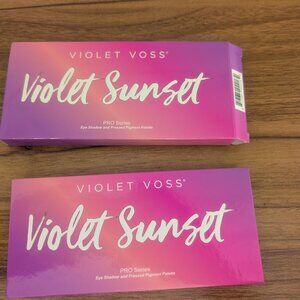 VIOLET VOSS®
Violet Sunset
PRO Series
Eye Shadow and Pressed Pigment Palette
VIOLET VOSS®
Violet Sunset
PRO Series
Eye Shadow and Pressed Pigment Palette